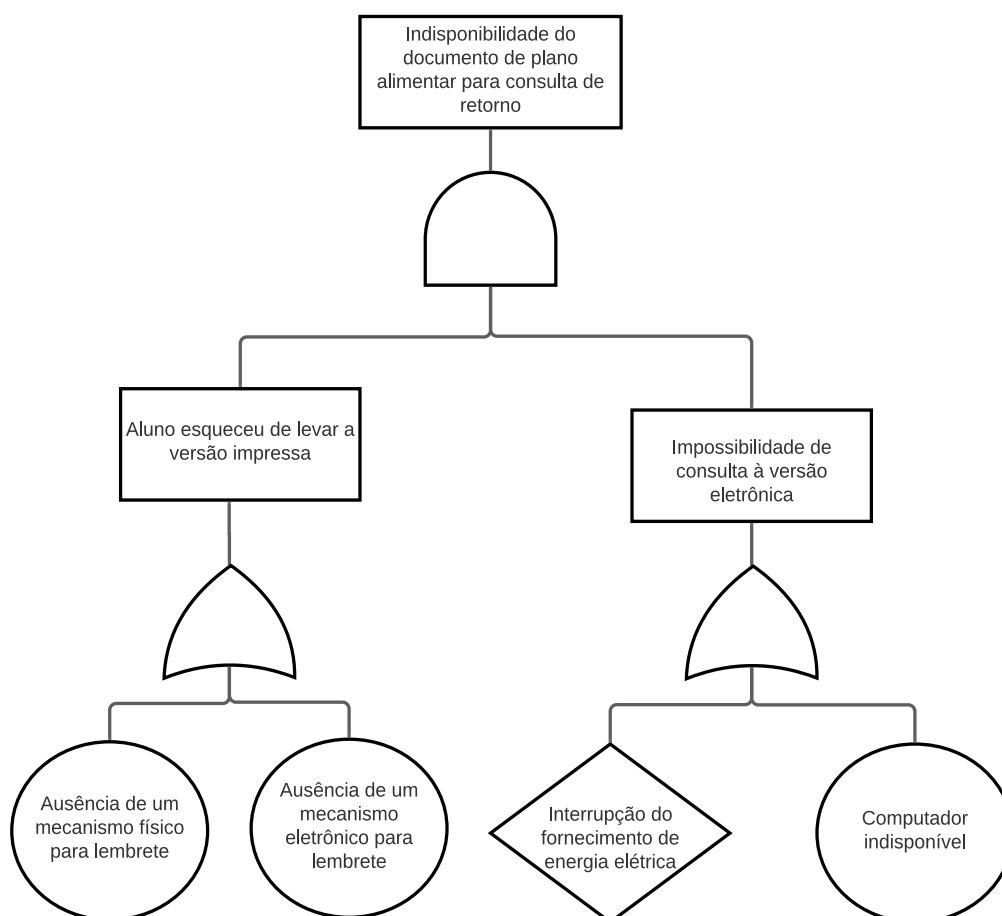 Indisponibilidade do
documento de plano
alimentar para consulta de
retorno
Aluno esqueceu de levar a
versão impressa
Impossibilidade de
consulta à versão
eletrônica
Ausência de um
mecanismo físico
para lembrete
Ausência de um
mecanismo
eletrônico para
lembrete
Interrupção do
fornecimento de
energia elétrica
Computador
indisponível